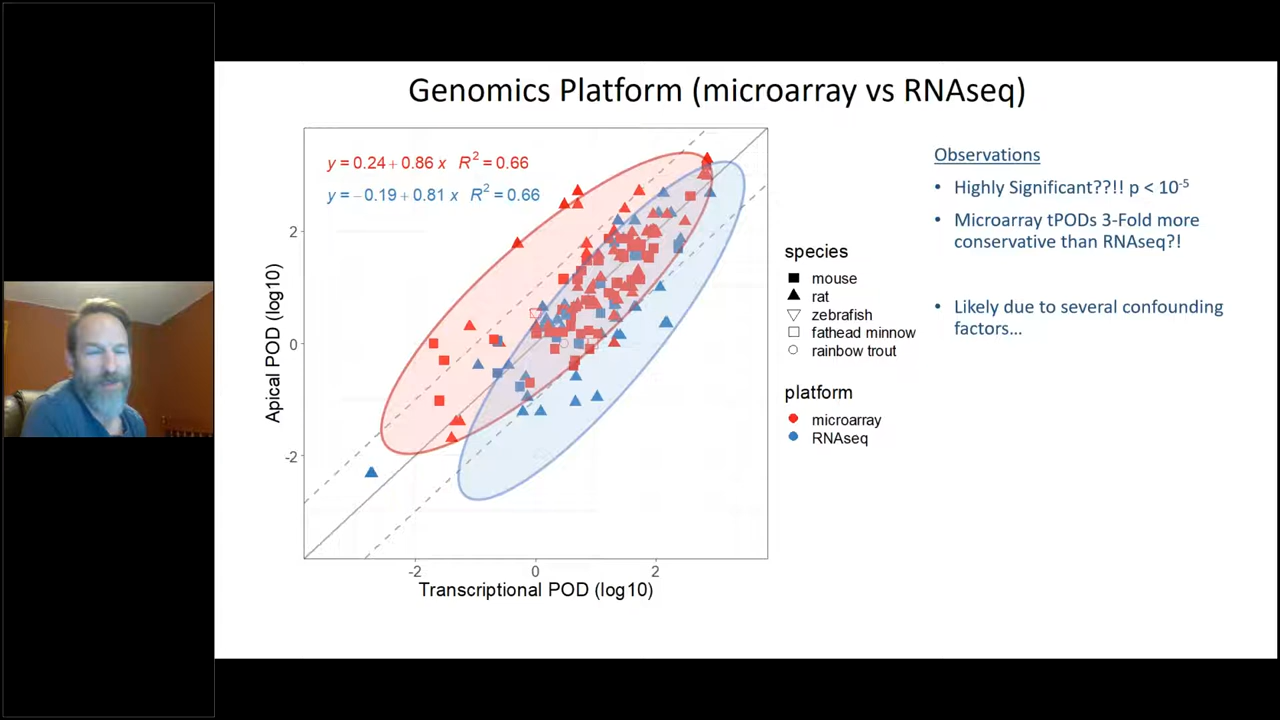 Genomics Platform (microarray vs RNAseq)
y = 0.24 + 0.86 x R² = 0.66
y = −0.19 + 0.81 x R² = 0.66
2
0
-2
Apical POD (log10)
-2 0 2
Transcriptional POD (log10)
species
mouse
rat
zebrafish
fathead minnow
rainbow trout
platform
microarray
RNAseq
Observations
• Highly Significant??!! p < 10⁻⁵
• Microarray tPODs 3-Fold more
conservative than RNAseq?!
• Likely due to several confounding
factors...